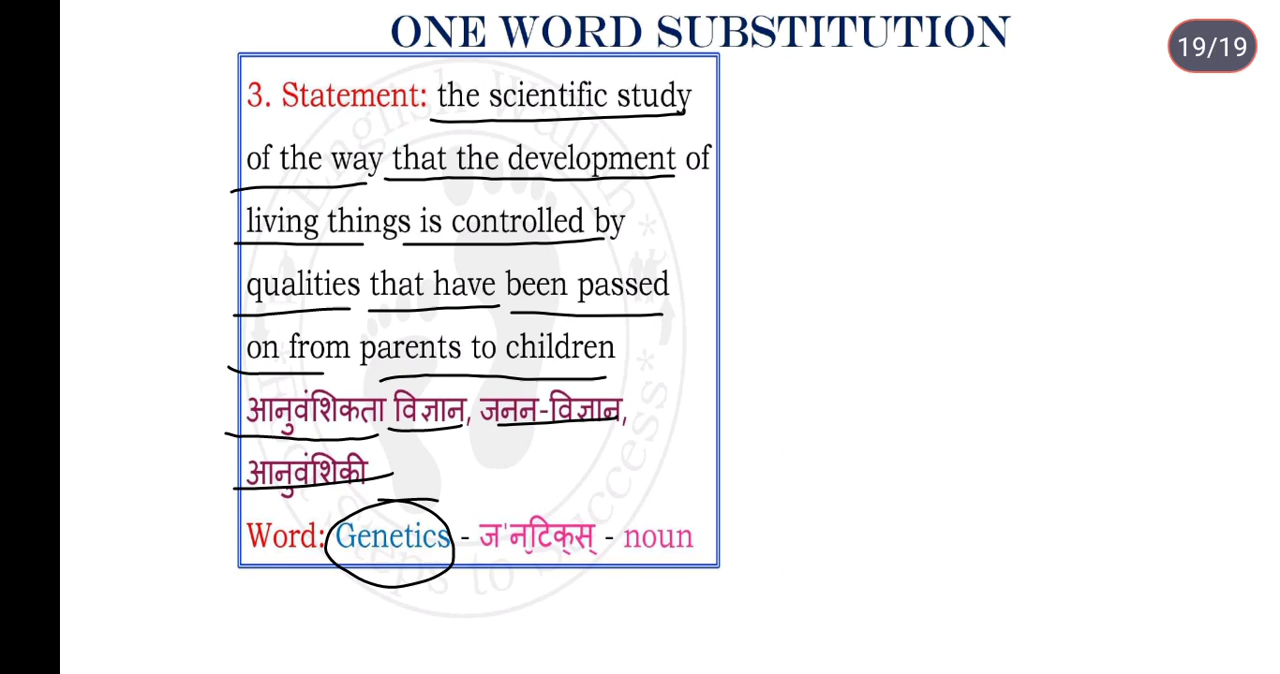 ONE WORD SUBSTITUTION
19/19
3. Statement: the scientific study
of the way that the development of
living things is controlled by
qualities that have been passed
on from parents to children
आनुवंशिकता विज्ञान, जनन-विज्ञान,
आनुवंशिकी
Word: Genetics - ज'नॆटिक्स् - noun